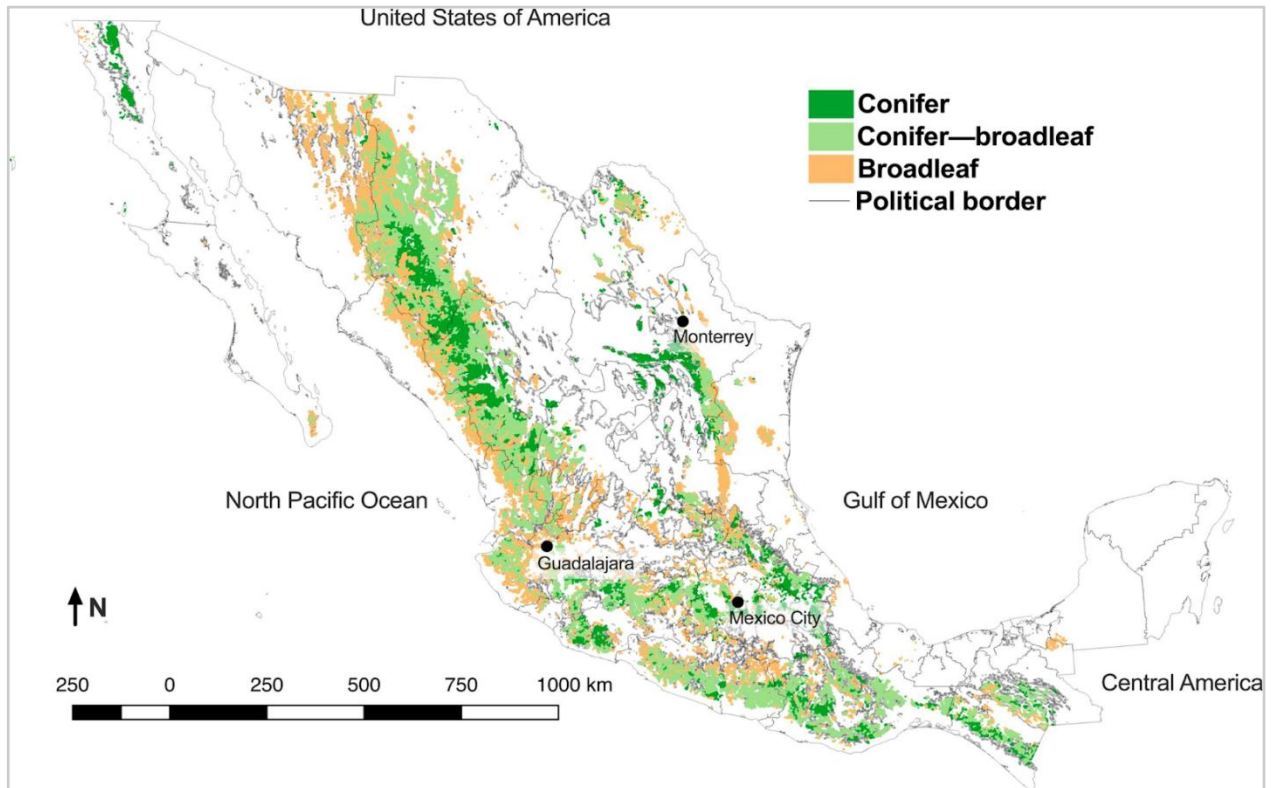 United States of America
Conifer
Conifer—broadleaf
Broadleaf
Political border
Monterrey
North Pacific Ocean
Gulf of Mexico
Guadalajara
N
Mexico City
Central America
250 0 250 500 750 1000 km